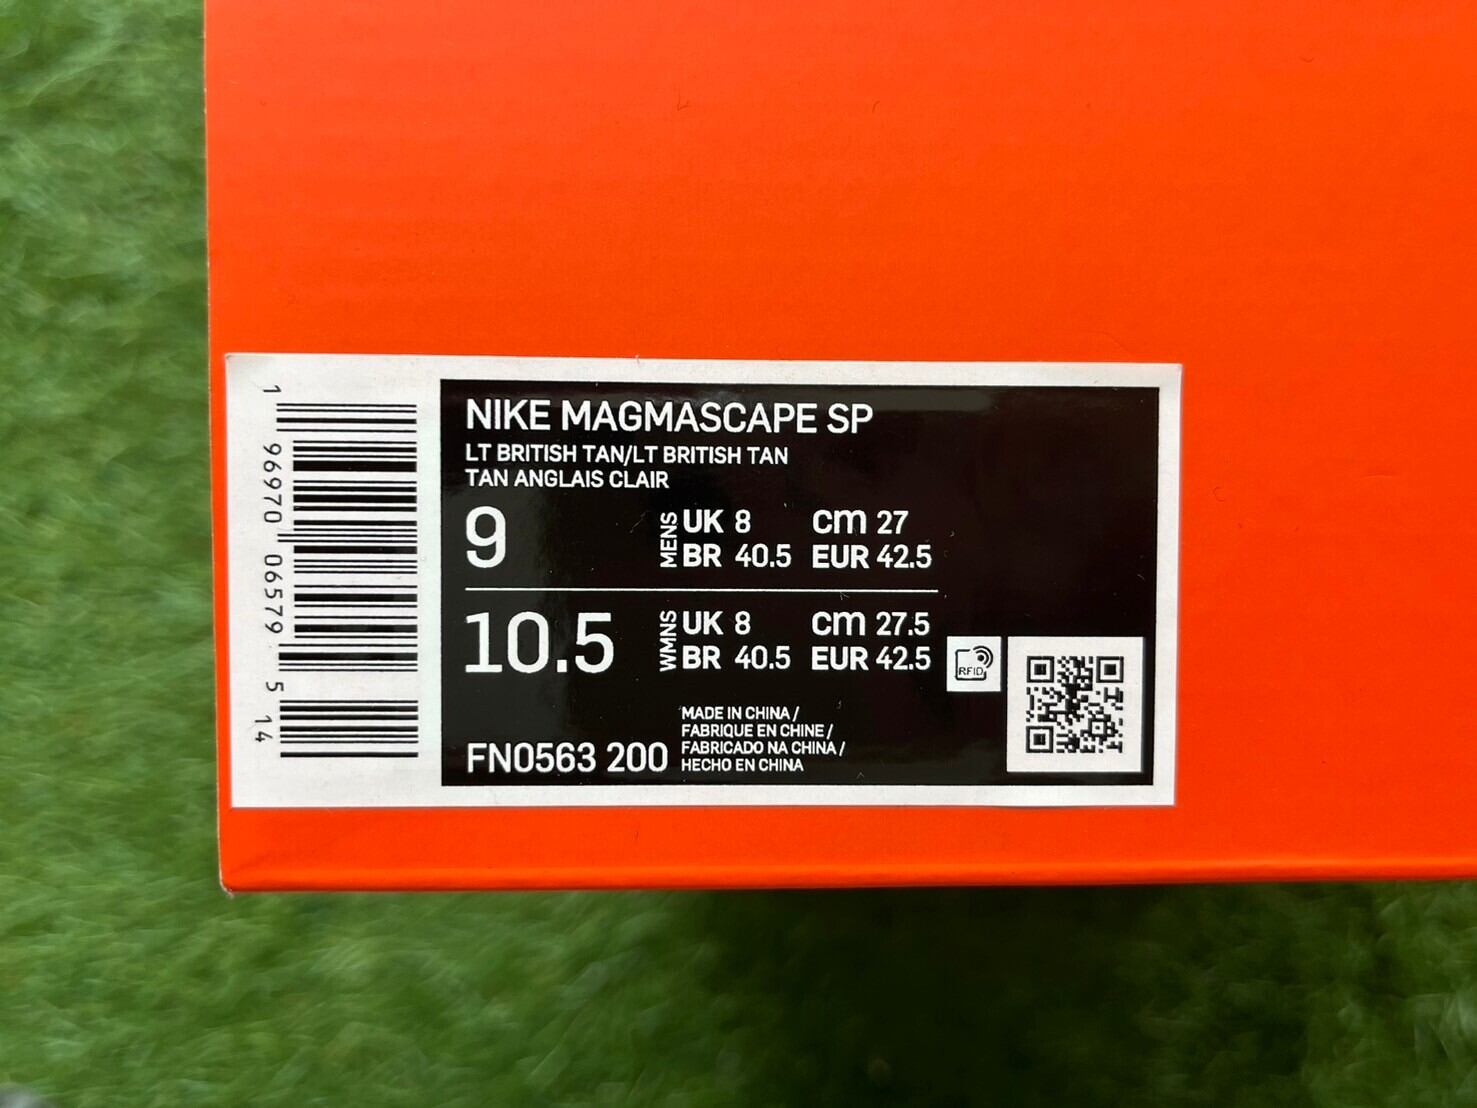 NIKE MAGMASCAPE SP
LT BRITISH TAN/LT BRITISH TAN
TAN ANGLAIS CLAIR
9 MENS UK 8 cm 27
BR 40.5 EUR 42.5
10.5 WMNS UK 8 cm 27.5
BR 40.5 EUR 42.5
RFID
MADE IN CHINA /
FABRIQUE EN CHINE /
FABRICADO NA CHINA /
HECHO EN CHINA
FN0563 200
1 96970 06579 5 14